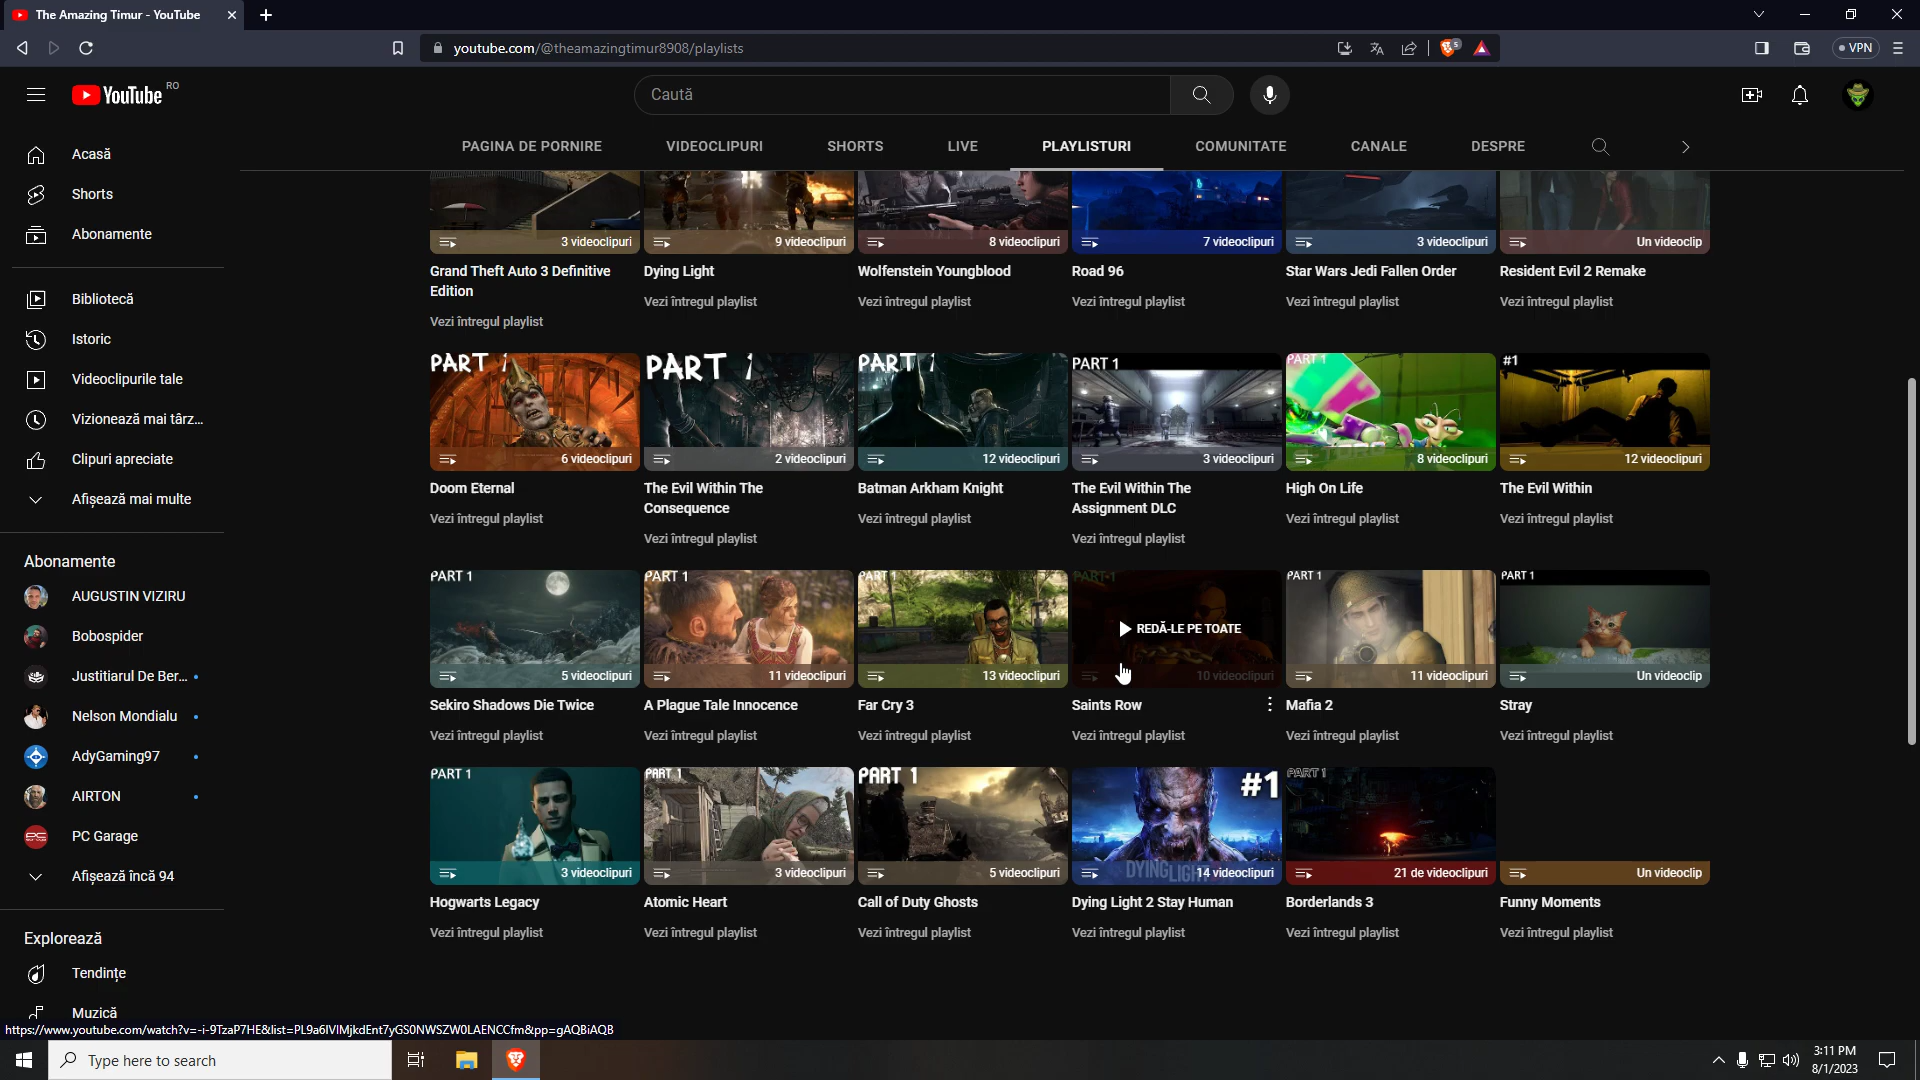 The Amazing Timur - YouTube
youtube.com/@theamazingtimur8908/playlists
VPN
YouTube RO
Caută
PAGINA DE PORNIRE
VIDEOCLIPURI
SHORTS
LIVE
PLAYLISTURI
COMUNITATE
CANALE
DESPRE
Acasă
Shorts
Abonamente
Bibliotecă
Istoric
Videoclipurile tale
Vizionează mai târz...
Clipuri apreciate
Afișează mai multe
Abonamente
AUGUSTIN VIZIRU
Bobospider
Justitiarul De Ber...
Nelson Mondialu
AdyGaming97
AIRTON
PC Garage
Afișează încă 94
Explorează
Tendințe
Muzică
3 videoclipuri
Grand Theft Auto 3 Definitive
Edition
Vezi întregul playlist
9 videoclipuri
Dying Light
Vezi întregul playlist
8 videoclipuri
Wolfenstein Youngblood
Vezi întregul playlist
7 videoclipuri
Road 96
Vezi întregul playlist
3 videoclipuri
Star Wars Jedi Fallen Order
Vezi întregul playlist
Un videoclip
Resident Evil 2 Remake
Vezi întregul playlist
PART 1
6 videoclipuri
Doom Eternal
Vezi întregul playlist
PART 1
2 videoclipuri
The Evil Within The
Consequence
Vezi întregul playlist
PART 1
12 videoclipuri
Batman Arkham Knight
Vezi întregul playlist
PART 1
3 videoclipuri
The Evil Within The
Assignment DLC
Vezi întregul playlist
PART 1
8 videoclipuri
High On Life
Vezi întregul playlist
#1
12 videoclipuri
The Evil Within
Vezi întregul playlist
PART 1
5 videoclipuri
Sekiro Shadows Die Twice
Vezi întregul playlist
PART 1
11 videoclipuri
A Plague Tale Innocence
Vezi întregul playlist
PART 1
13 videoclipuri
Far Cry 3
Vezi întregul playlist
PART 1
REDĂ-LE PE TOATE
10 videoclipuri
Saints Row
Vezi întregul playlist
PART 1
11 videoclipuri
Mafia 2
Vezi întregul playlist
PART 1
Un videoclip
Stray
Vezi întregul playlist
PART 1
3 videoclipuri
Hogwarts Legacy
Vezi întregul playlist
PART 1
3 videoclipuri
Atomic Heart
Vezi întregul playlist
PART 1
5 videoclipuri
Call of Duty Ghosts
Vezi întregul playlist
#1
DYING LIGHT
14 videoclipuri
Dying Light 2 Stay Human
Vezi întregul playlist
PART 1
21 de videoclipuri
Borderlands 3
Vezi întregul playlist
Un videoclip
Funny Moments
Vezi întregul playlist
https://www.youtube.com/watch?v=-i-9TzaP7HE&list=PL9a6IVIMjkdEnt7yGS0NWSZW0LAENCCfm&pp=gAQBiAQB
Type here to search
3:11 PM
8/1/2023